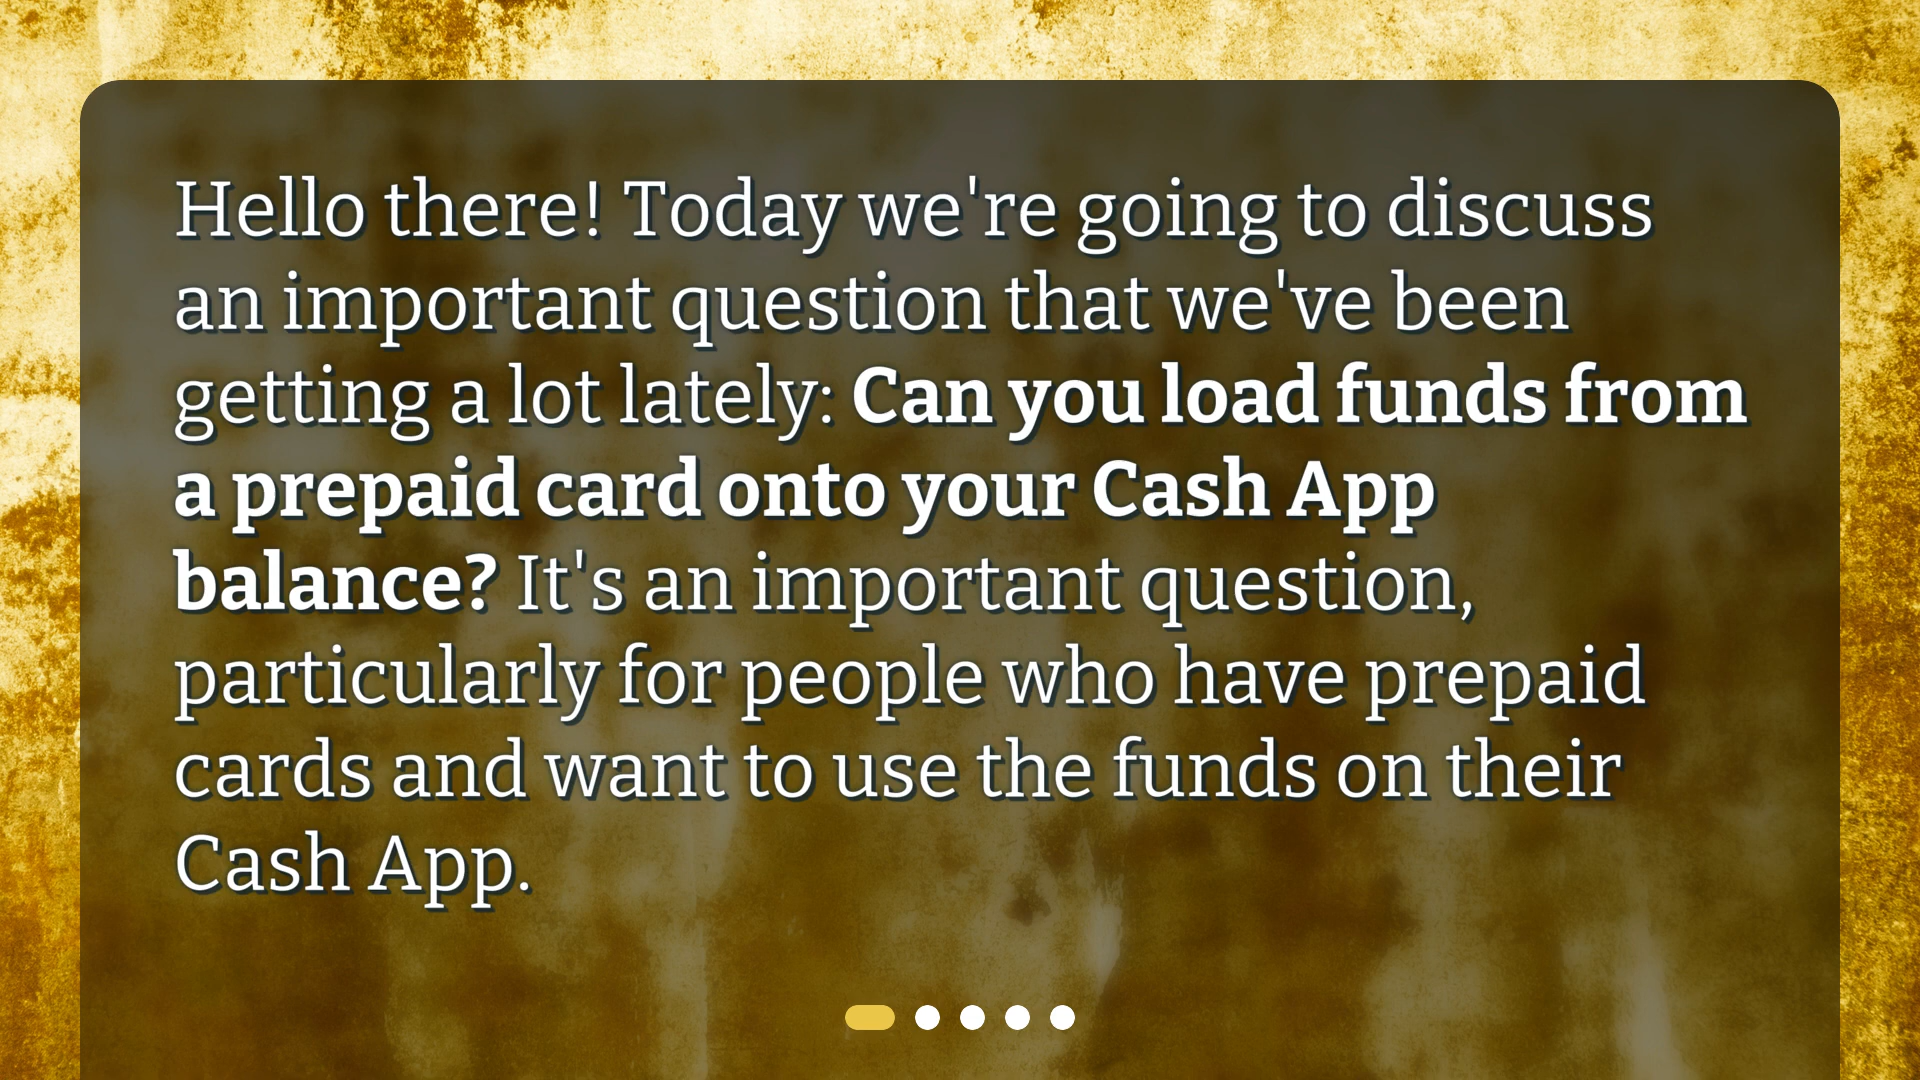 Hello there! Today we're going to discuss
an important question that we've been
getting a lot lately: Can you load funds from
a prepaid card onto your Cash App
balance? It's an important question,
particularly for people who have prepaid
cards and want to use the funds on their
Cash App.